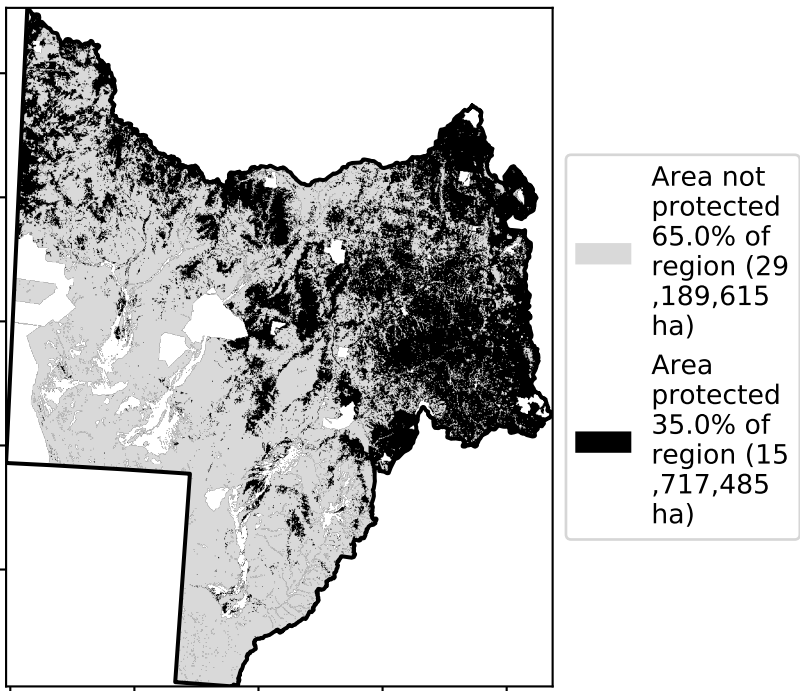 Area not
protected
65.0% of
region (29
,189,615
ha)
Area
protected
35.0% of
region (15
,717,485
ha)